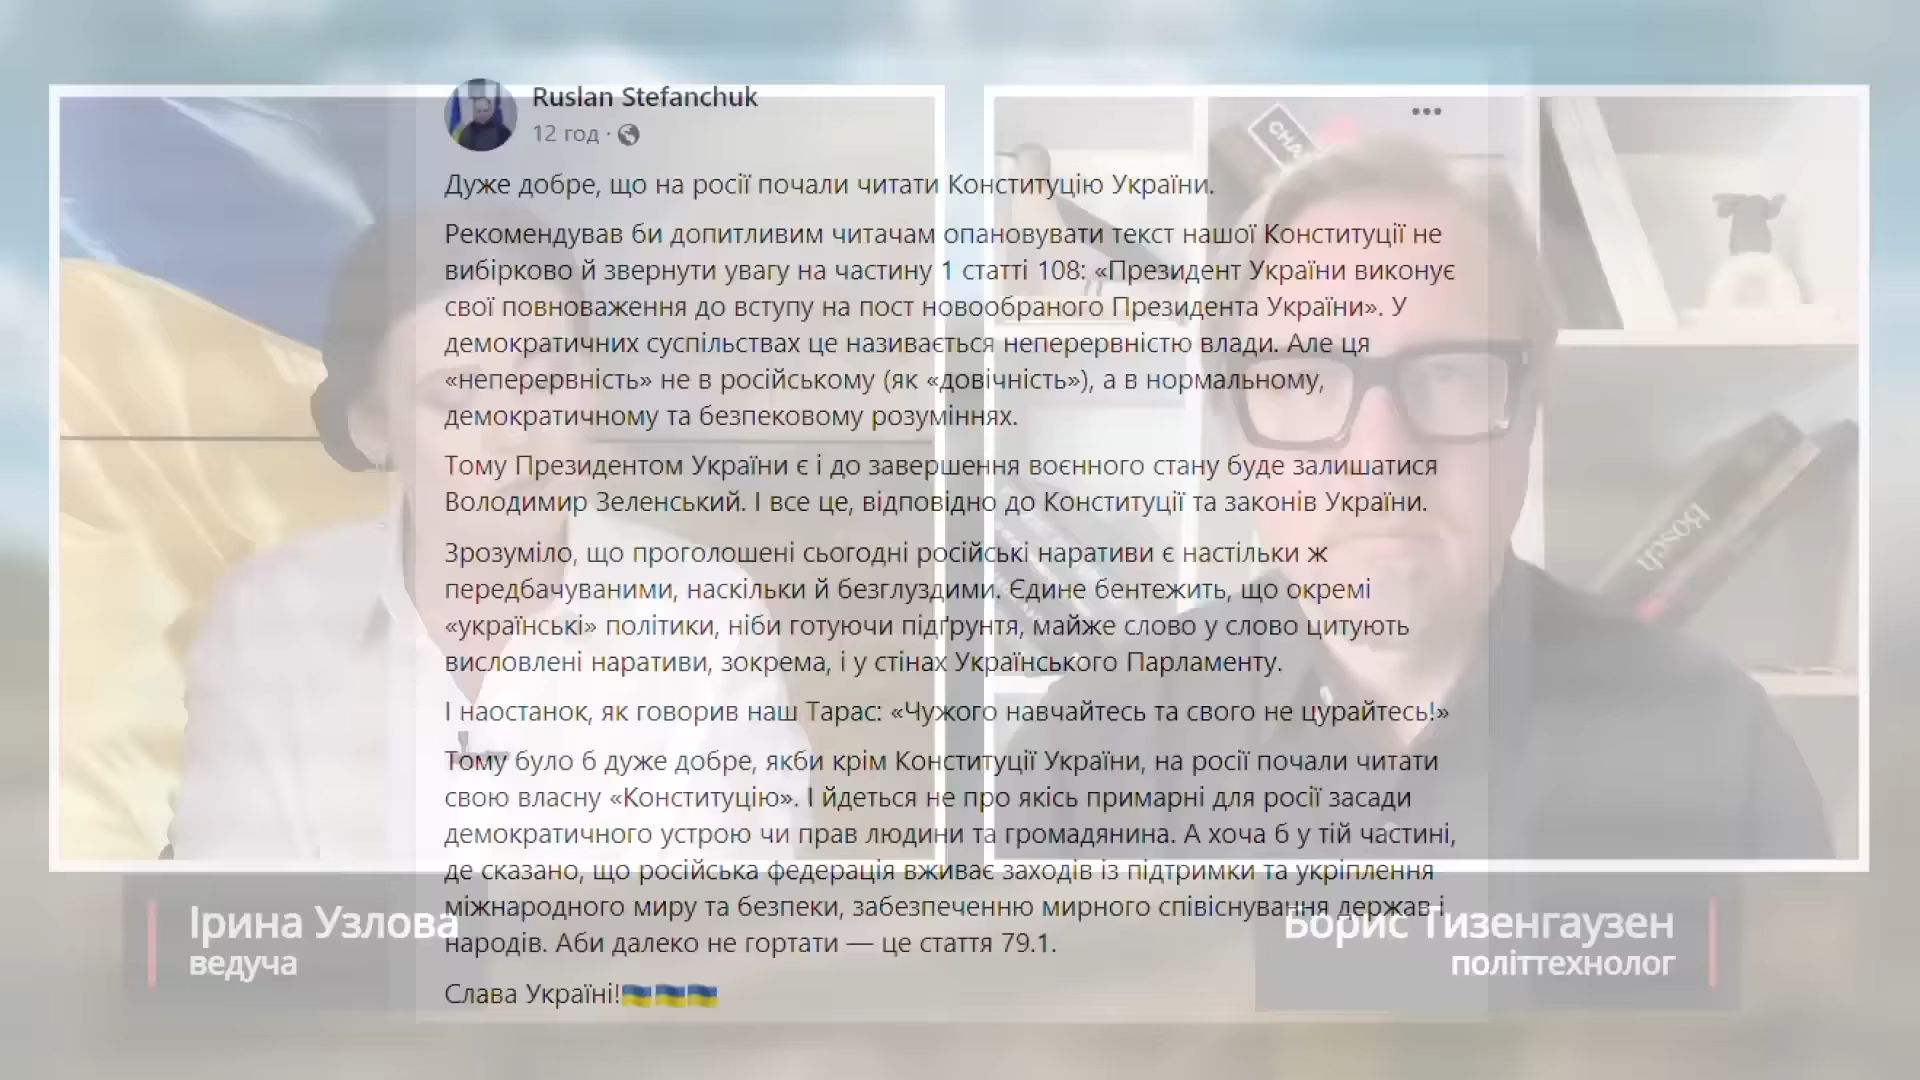 Ruslan Stefanchuk
12 год ·
Дуже добре, що на росії почали читати Конституцію України.
Рекомендував би допитливим читачам опановувати текст нашої Конституції не
вибірково й звернути увагу на частину 1 статті 108: «Президент України виконує
свої повноваження до вступу на пост новообраного Президента України». У
демократичних суспільствах це називається неперервністю влади. Але ця
«неперервність» не в російському (як «довічність»), а в нормальному,
демократичному та безпековому розуміннях.
Тому Президентом України є і до завершення воєнного стану буде залишатися
Володимир Зеленський. І все це, відповідно до Конституції та законів України.
Зрозуміло, що проголошені сьогодні російські наративи є настільки ж
передбачуваними, наскільки й безглуздими. Єдине бентежить, що окремі
«українські» політики, ніби готуючи підґрунтя, майже слово у слово цитують
висловлені наративи, зокрема, і у стінах Українського Парламенту.
І наостанок, як говорив наш Тарас: «Чужого навчайтесь та свого не цурайтесь!»
Тому було б дуже добре, якби крім Конституції України, на росії почали читати
свою власну «Конституцію». І йдеться не про якісь примарні для росії засади
демократичного устрою чи прав людини та громадянина. А хоча б у тій частині,
де сказано, що російська федерація вживає заходів із підтримки та укріплення
міжнародного миру та безпеки, забезпеченню мирного співіснування держав і
народів. Аби далеко не гортати — це стаття 79.1.
Слава Україні!🇺🇦🇺🇦🇺🇦
Ірина Узлова
ведуча
Борис Тизенгаузен
політтехнолог